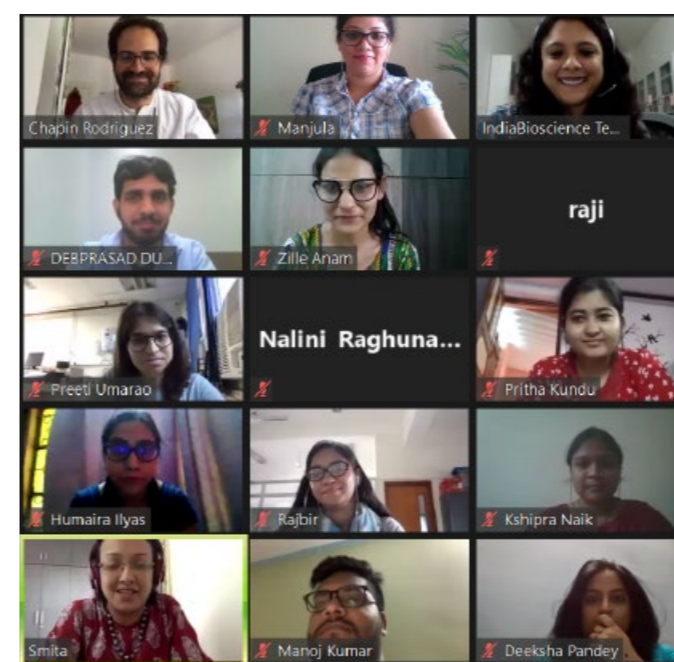 Chapin Rodriguez
Manjula
IndiaBioscience Te...
DEBPRASAD DU...
Zille Anam
raji
Preeti Umarao
Nalini Raghuna...
Pritha Kundu
Humaira Ilyas
Rajbir
Kshipra Naik
Smita
Manoj Kumar
Deeksha Pandey